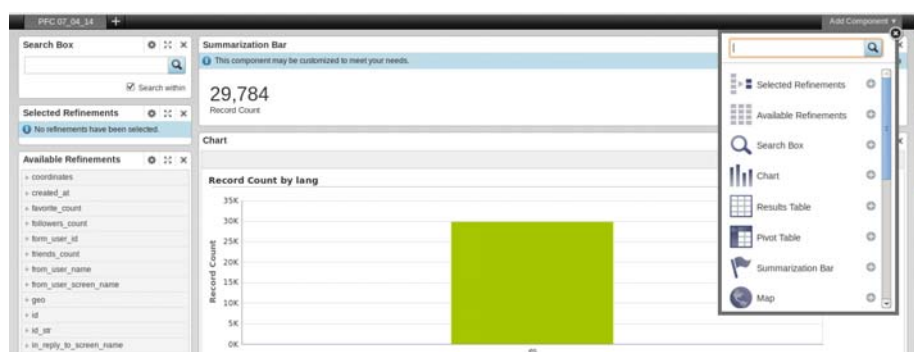 PFC 07_04_14 +
Add Component
Search Box
Search within
Selected Refinements
No refinements have been selected.
Available Refinements
coordinates
created_at
favorite_count
followers_count
form_user_id
friends_count
from_user_name
from_user_screen_name
geo
id
id_str
in_reply_to_screen_name
Summarization Bar
This component may be customized to meet your needs.
29,784
Record Count
Chart
Record Count by lang
Record Count
35K
30K
25K
20K
15K
10K
5K
0K
Selected Refinements
Available Refinements
Search Box
Chart
Results Table
Pivot Table
Summarization Bar
Map